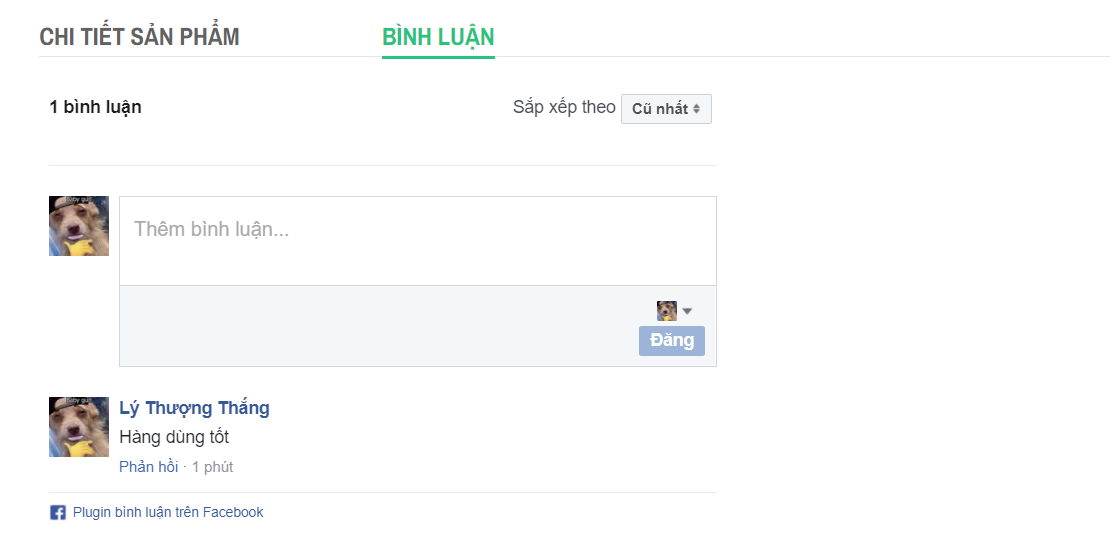 CHI TIẾT SẢN PHẨM
BÌNH LUẬN
1 bình luận
Sắp xếp theo Cũ nhất
Thêm bình luận...
Đăng
Lý Thượng Thắng
Hàng dùng tốt
Phản hồi · 1 phút
Plugin bình luận trên Facebook